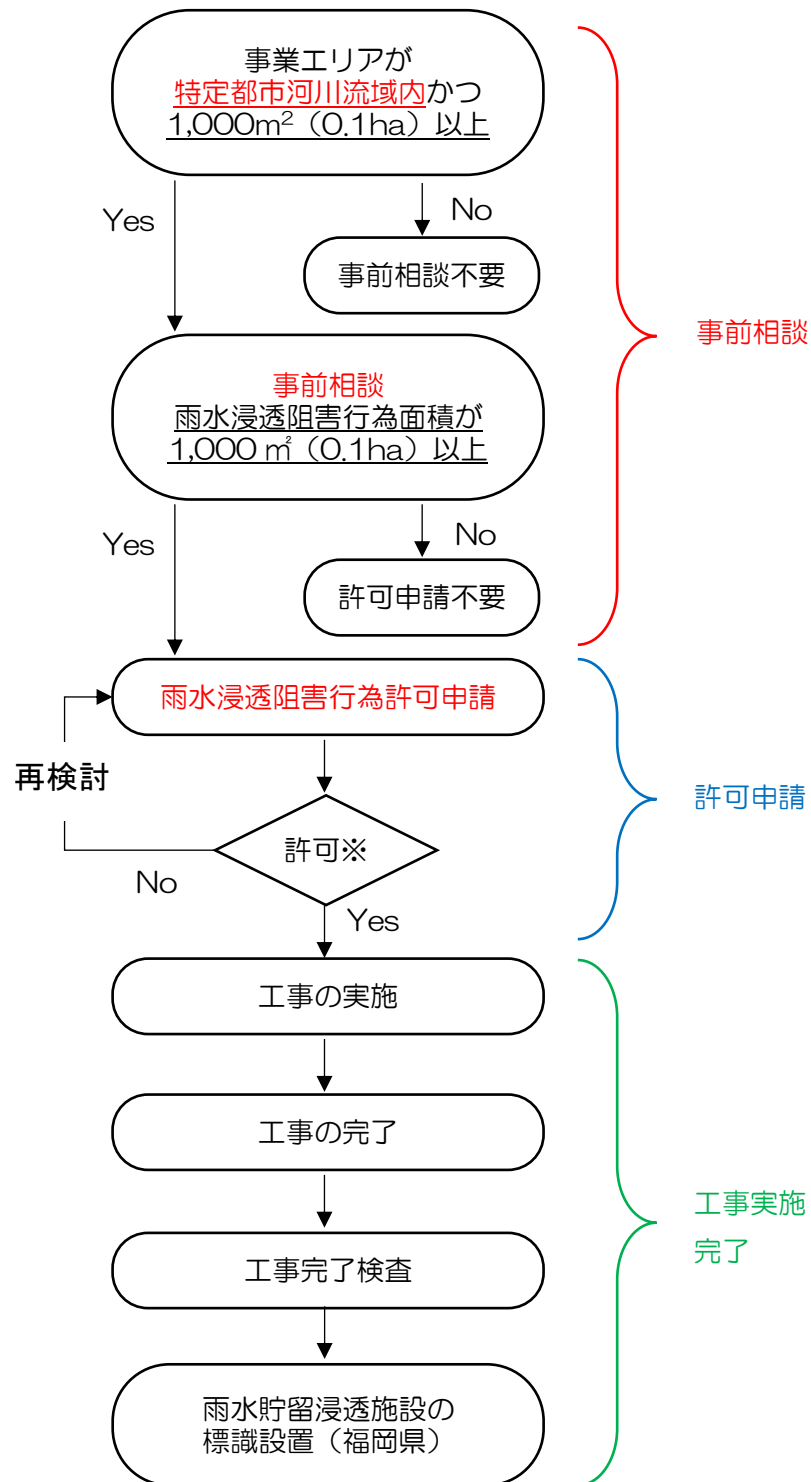 事業エリアが
特定都市河川流域内かつ
1,000m²（0.1ha）以上
Yes
No
事前相談不要
事前相談
事前相談
雨水浸透阻害行為面積が
1,000㎡（0.1ha）以上
Yes
No
許可申請不要
雨水浸透阻害行為許可申請
再検討
許可申請
許可※
No
Yes
工事の実施
工事の完了
工事実施
完了
工事完了検査
雨水貯留浸透施設の
標識設置（福岡県）